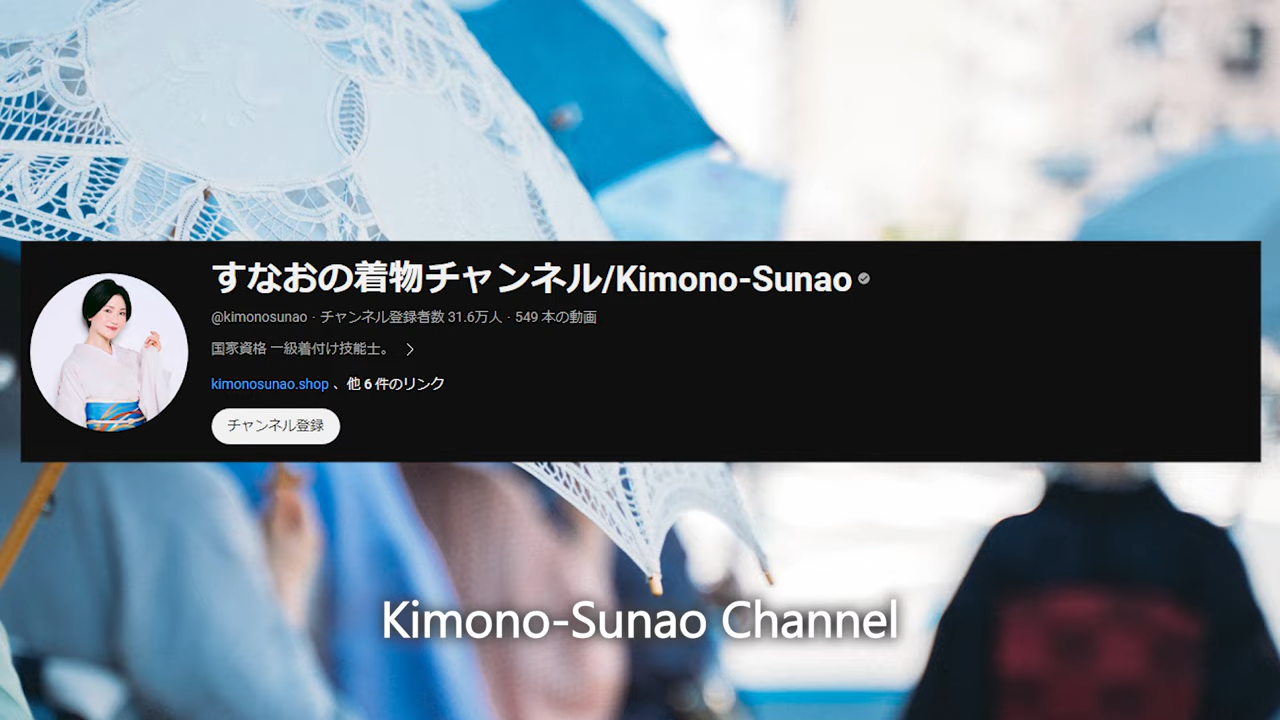 すなおの着物チャンネル/Kimono-Sunao
@kimonosunao · チャンネル登録者数 31.6万人 · 549 本の動画
国家資格 一級着付け技能士。
kimonosunao.shop 、他 6 件のリンク
チャンネル登録
Kimono-Sunao Channel